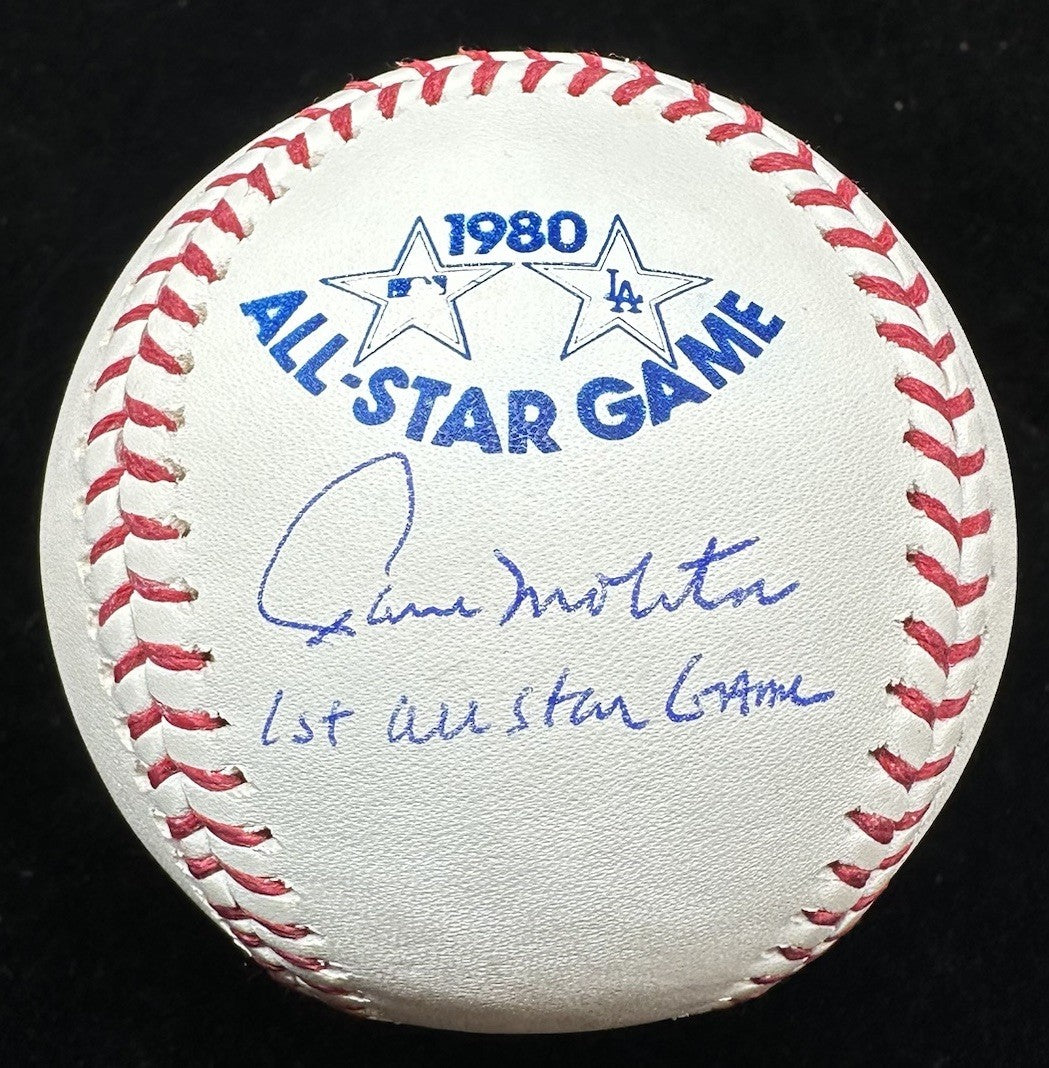 1980
LA
ALL-STAR GAME
Paul Molitor
1st All Star Game